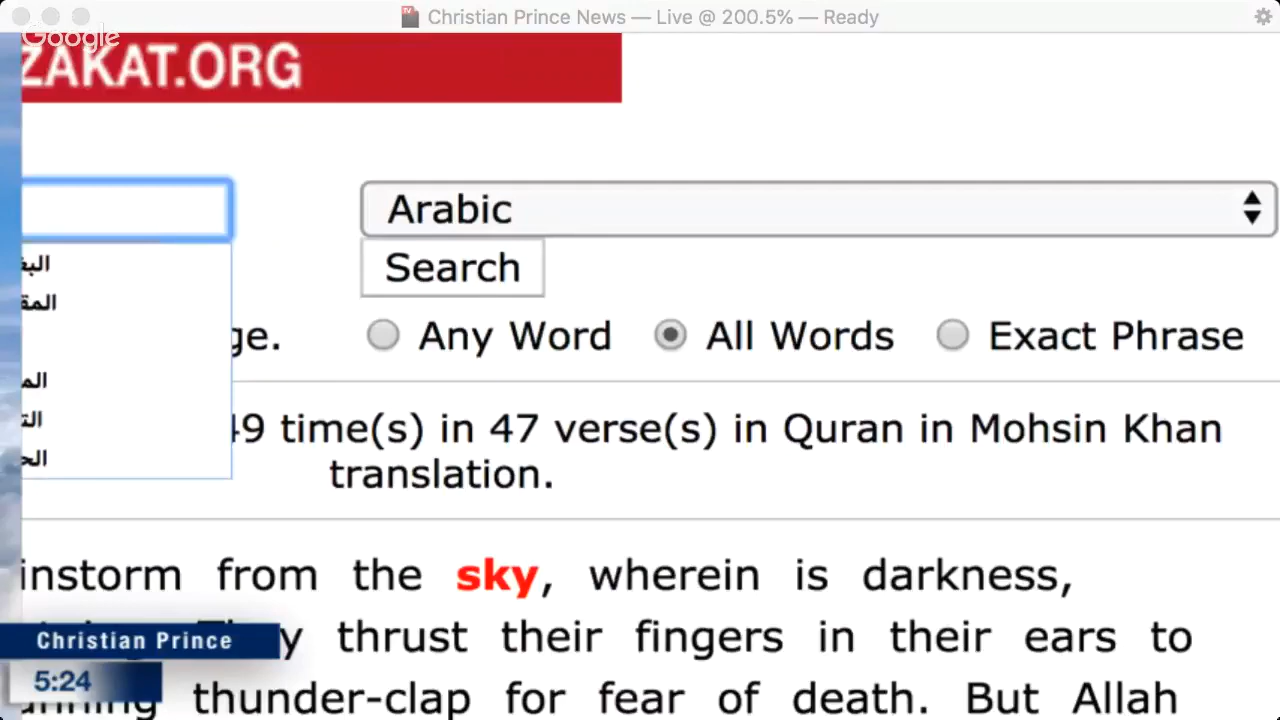 Christian Prince News — Live @ 200.5% — Ready
Google
ZAKAT.ORG
Arabic
Search
ge.
Any Word
All Words
Exact Phrase
49 time(s) in 47 verse(s) in Quran in Mohsin Khan
translation.
instorm from the sky, wherein is darkness,
y thrust their fingers in their ears to
thunder-clap for fear of death. But Allah
Christian Prince
5:24